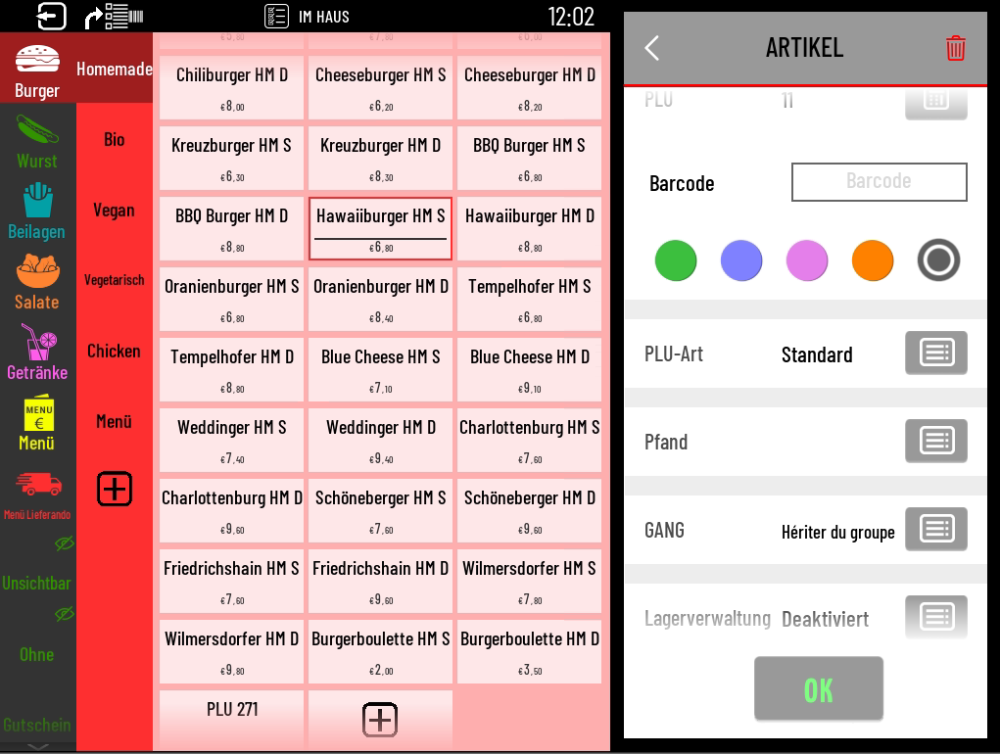 IM HAUS
12:02
Burger
Wurst
Beilagen
Salate
Getränke
MENU
€
Menü
Menü Lieferando
Unsichtbar
Ohne
Gutschein
Homemade
Bio
Vegan
Vegetarisch
Chicken
Menü
Chiliburger HM D
€8,00
Cheeseburger HM S
€6,20
Cheeseburger HM D
€8,20
Kreuzburger HM S
€6,30
Kreuzburger HM D
€8,30
BBQ Burger HM S
€6,80
BBQ Burger HM D
€8,80
Hawaiiburger HM S
€6,80
Hawaiiburger HM D
€8,80
Oranienburger HM S
€6,80
Oranienburger HM D
€8,40
Tempelhofer HM S
€6,80
Tempelhofer HM D
€8,80
Blue Cheese HM S
€7,10
Blue Cheese HM D
€9,10
Weddinger HM S
€7,40
Weddinger HM D
€9,40
Charlottenburg HM S
€7,60
Charlottenburg HM D
€9,60
Schöneberger HM S
€7,60
Schöneberger HM D
€9,60
Friedrichshain HM S
€7,60
Friedrichshain HM D
€9,60
Wilmersdorfer HM S
€7,80
Wilmersdorfer HM D
€9,80
Burgerboulette HM S
€2,00
Burgerboulette HM D
€3,50
PLU 271
ARTIKEL
PLU 11
Barcode Barcode
PLU-Art Standard
Pfand
GANG Hériter du groupe
Lagerverwaltung Deaktiviert
OK